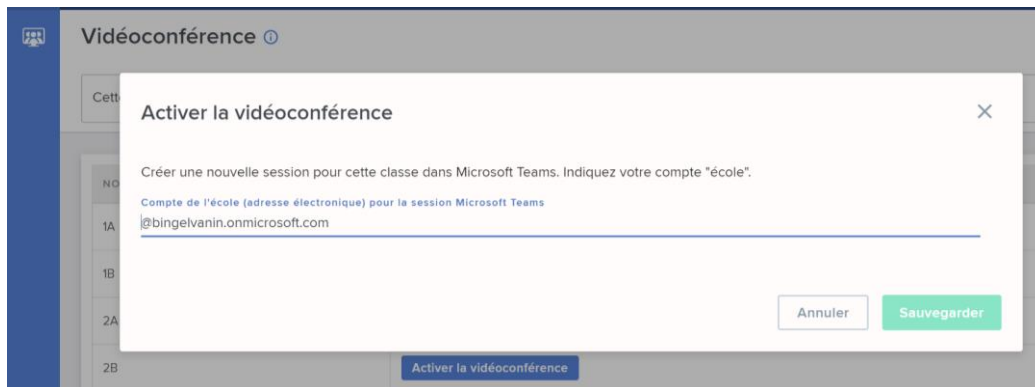 Vidéoconférence
Cett
Activer la vidéoconférence
Créer une nouvelle session pour cette classe dans Microsoft Teams. Indiquez votre compte "école".
NO
Compte de l'école (adresse électronique) pour la session Microsoft Teams
1A
@bingelvanin.onmicrosoft.com
1B
Annuler Sauvegarder
2A
2B Activer la vidéoconférence